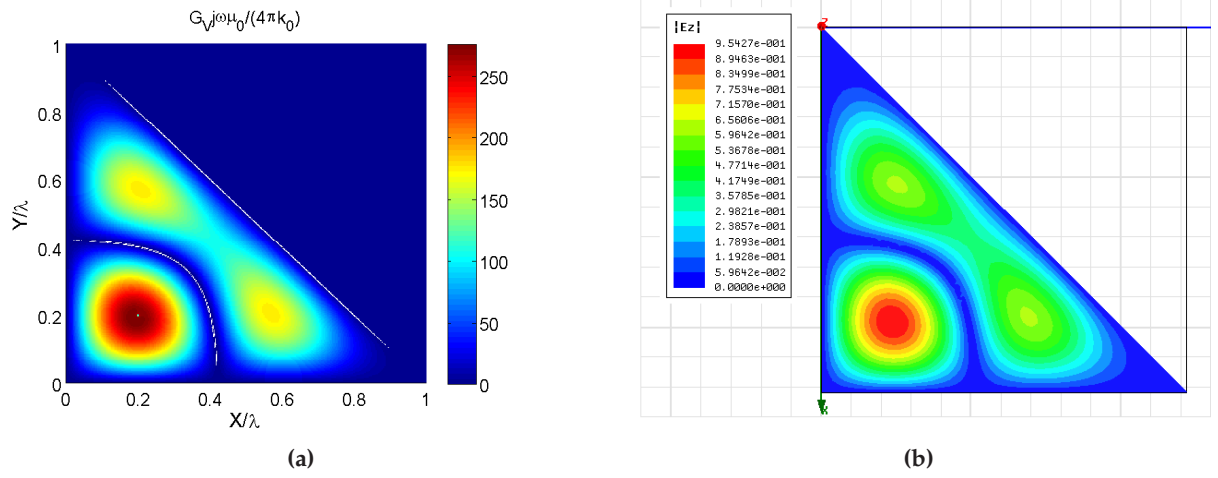 G_V jωμ_0/(4πk_0)
1
0.8
0.6
0.4
0.2
0
0 0.2 0.4 0.6 0.8 1
Y/λ
X/λ
250
200
150
100
50
0
(a)
|Ez|
9.5427e-001
8.9463e-001
8.3499e-001
7.7534e-001
7.1570e-001
6.5606e-001
5.9642e-001
5.3678e-001
4.7714e-001
4.1749e-001
3.5785e-001
2.9821e-001
2.3857e-001
1.7893e-001
1.1928e-001
5.9642e-002
0.0000e+000
(b)